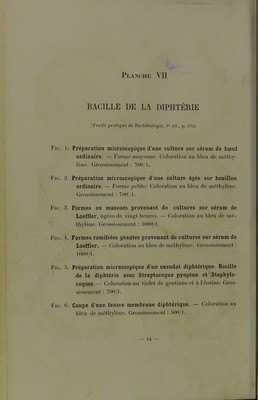 PLANCHE VII
BACILLE DE LA DIPHTÉRIE
(Traité pratique de Bactériologie, éd., p.
FIG. 1. Préparation microscopique d'une culture sur sérum de bœuf
ordinaire. — Forme moyenne. Coloration au bleu de méthy-
lène. Grossissement : 700/1.
FIG. 2. Préparation microscopique d'une culture âgée sur bouillon
ordinaire. — Forme petite. Coloration au bleu de méthylène.
Grossissement : 700/1.
FIG. 3. Formes en massues provenant de cultures sur sérum de
Loeffler, âgées de vingt heures. — Coloration au bleu de mé-
thylène. Grossissement : 1000/1.
FIG. 4. Formes ramifiées géantes provenant de cultures sur sérum de
Loeffler. — Coloration au bleu de méthylène. Grossissement :
1000/1.
FIG. 5. Préparation microscopique d'un exsudat diphtérique. Bacille
de la diphtérie avec Streptocoque pyogène et Staphylo-
coques. — Coloration au violet de gentiane et à l'éosine. Gros-
sissement : 700/1.
FIG. 6. Coupe d'une fausse membrane diphtérique. — Coloration au
bleu de méthylène. Grossissement : 500/1.
— 14 —